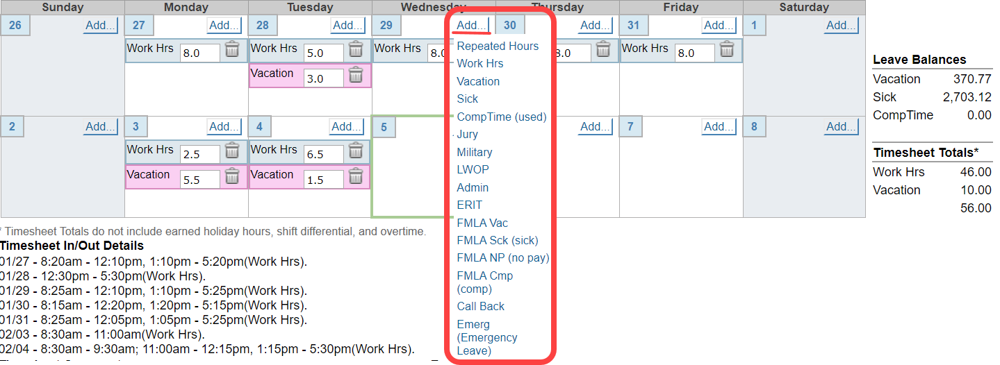 Sunday Monday Tuesday Wednesday Thursday Friday Saturday
26 Add... 27 Add... 28 Add... 29 Add... 30 Add... 31 Add... 1 Add...
Work Hrs 8.0 Work Hrs 5.0 Work Hrs 8.0 8.0 Work Hrs 8.0
Vacation 3.0
2 Add... 3 Add... 4 Add... 5 Add... 7 Add... 8 Add...
Work Hrs 2.5 Work Hrs 6.5
Vacation 5.5 Vacation 1.5
Repeated Hours
Work Hrs
Vacation
Sick
CompTime (used)
Jury
Military
LWOP
Admin
ERIT
FMLA Vac
FMLA Sck (sick)
FMLA NP (no pay)
FMLA Cmp
(comp)
Call Back
Emerg
(Emergency
Leave)
Leave Balances
Vacation 370.77
Sick 2,703.12
CompTime 0.00
Timesheet Totals*
Work Hrs 46.00
Vacation 10.00
56.00
* Timesheet Totals do not include earned holiday hours, shift differential, and overtime.
Timesheet In/Out Details
01/27 - 8:20am - 12:10pm, 1:10pm - 5:20pm(Work Hrs).
01/28 - 12:30pm - 5:30pm(Work Hrs).
01/29 - 8:25am - 12:10pm, 1:10pm - 5:25pm(Work Hrs).
01/30 - 8:15am - 12:20pm, 1:20pm - 5:15pm(Work Hrs).
01/31 - 8:25am - 12:05pm, 1:05pm - 5:25pm(Work Hrs).
02/03 - 8:30am - 11:00am(Work Hrs).
02/04 - 8:30am - 9:30am; 11:00am - 12:15pm, 1:15pm - 5:30pm(Work Hrs).